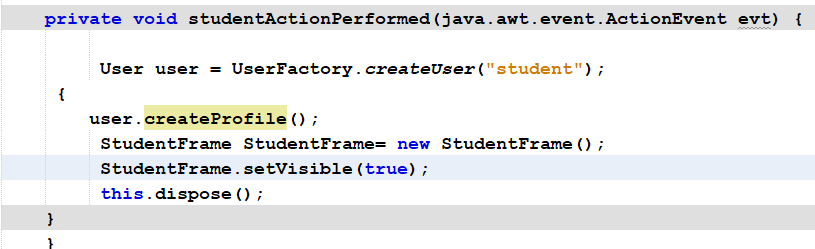 private void studentActionPerformed(java.awt.event.ActionEvent evt) {
User user = UserFactory.createUser("student");
{
user.createProfile();
StudentFrame StudentFrame= new StudentFrame();
StudentFrame.setVisible(true);
this.dispose();
}
}